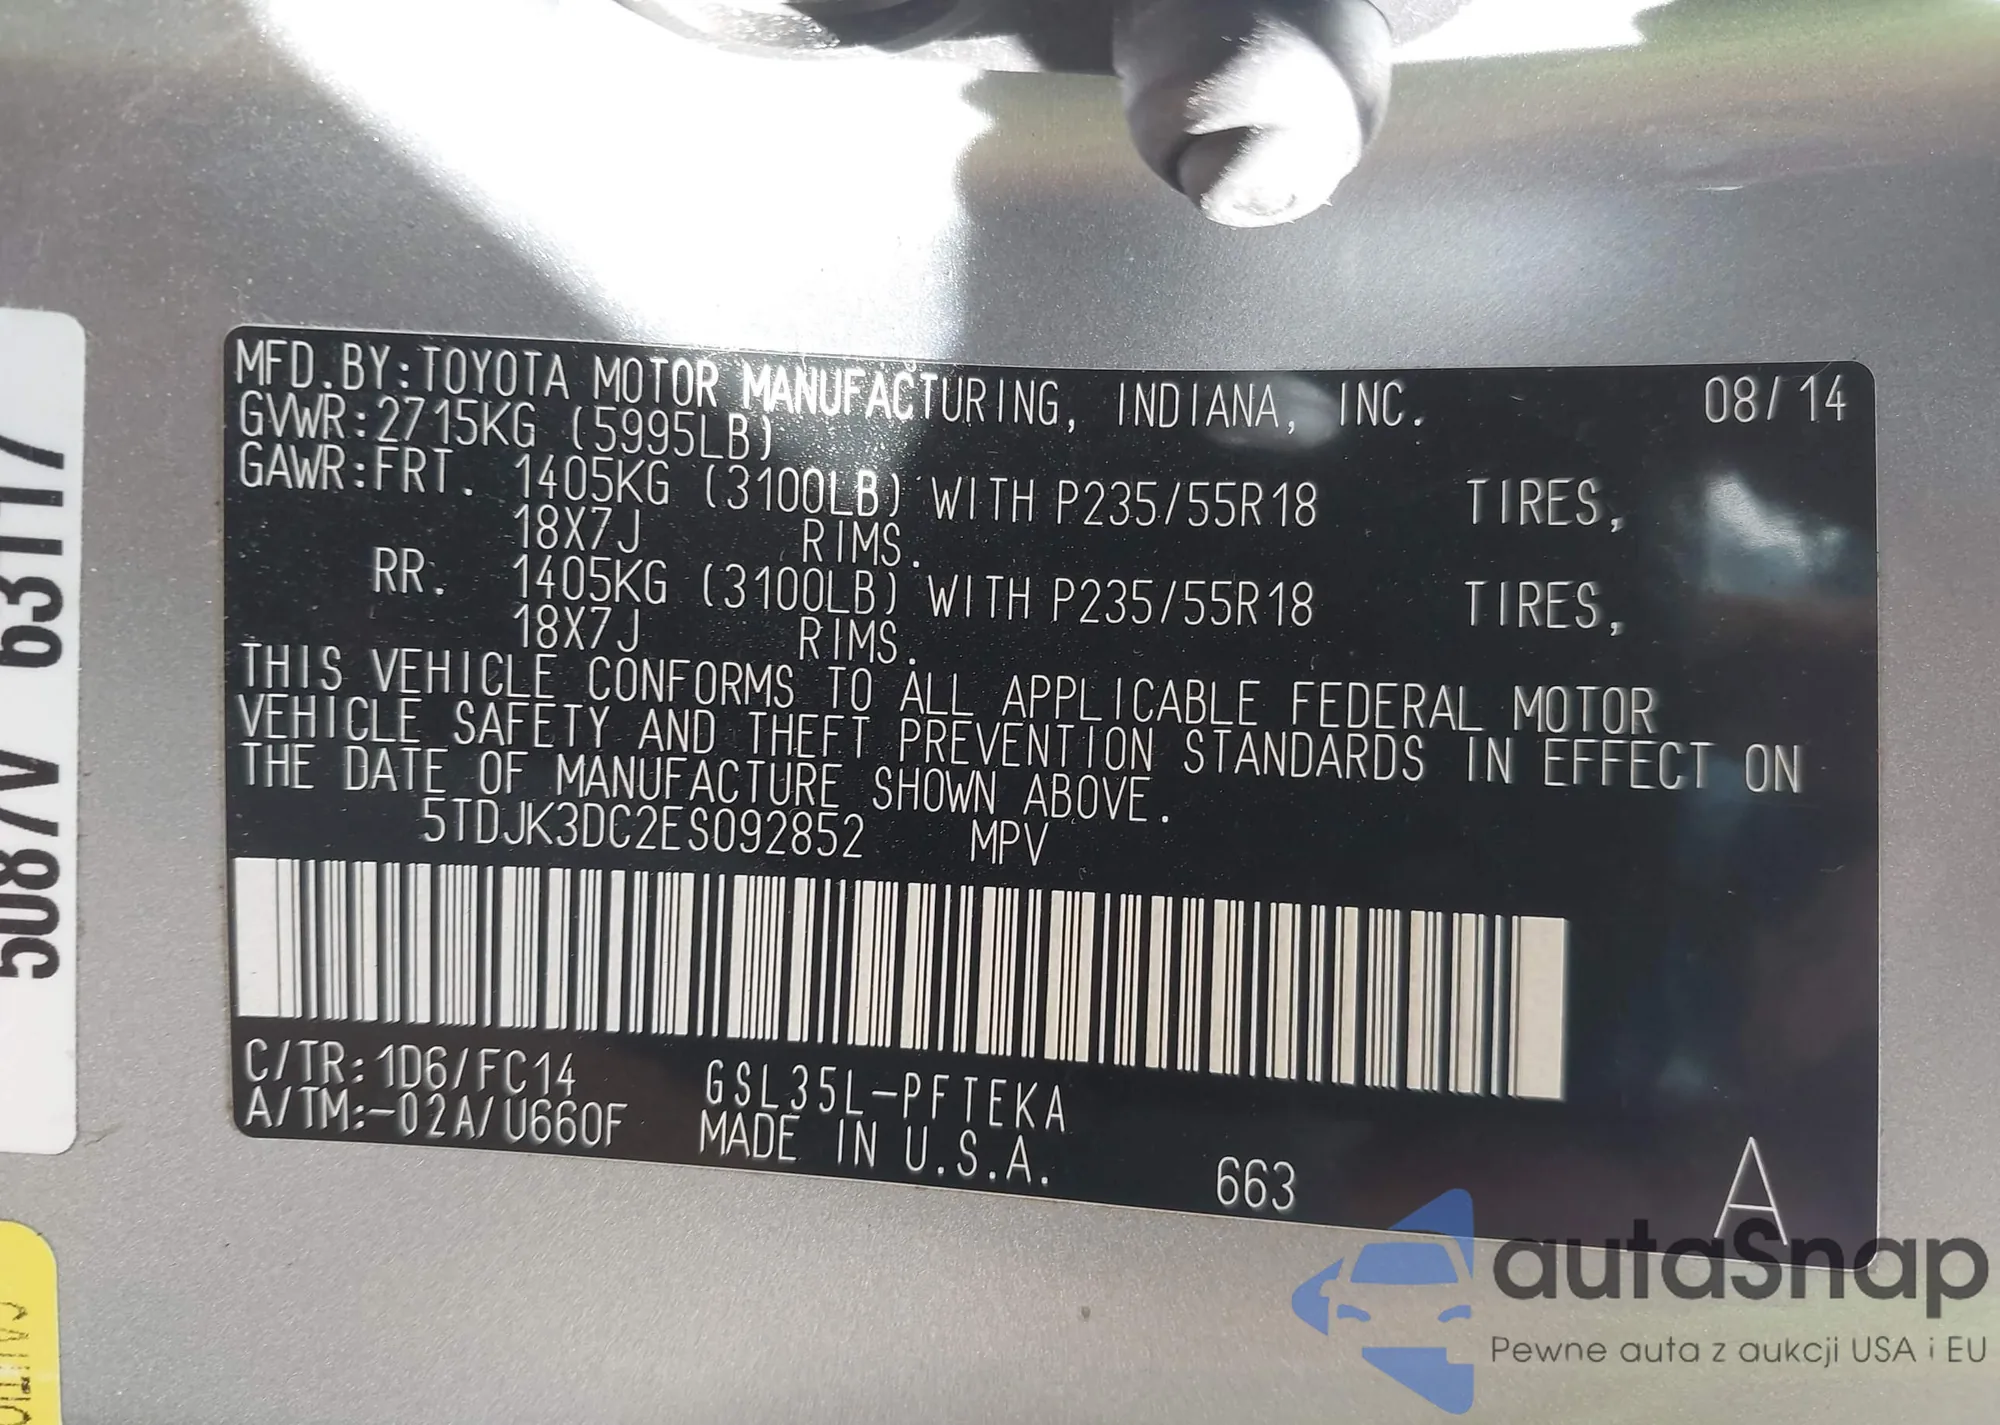 MFD.BY:TOYOTA MOTOR MANUFACTURING, INDIANA, INC. 08/14
GVWR:2715KG (5995LB)
GAWR:FRT. 1405KG (3100LB) WITH P235/55R18 TIRES,
18X7J RIMS.
RR. 1405KG (3100LB) WITH P235/55R18 TIRES,
18X7J RIMS.
THIS VEHICLE CONFORMS TO ALL APPLICABLE FEDERAL MOTOR
VEHICLE SAFETY AND THEFT PREVENTION STANDARDS IN EFFECT ON
THE DATE OF MANUFACTURE SHOWN ABOVE.
5TDJK3DC2ES092852 MPV
C/TR:1D6/FC14 GSL35L-PFTEKA
A/TM:-02A/U660F MADE IN U.S.A. 663 A
5087V
autaSnap
Pewne auta z aukcji USA i EU